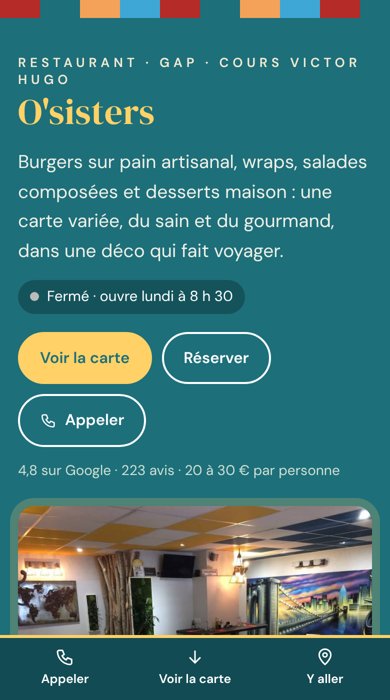 RESTAURANT · GAP · COURS VICTOR
HUGO
O'sisters
Burgers sur pain artisanal, wraps, salades
composées et desserts maison : une
carte variée, du sain et du gourmand,
dans une déco qui fait voyager.
Fermé · ouvre lundi à 8 h 30
Voir la carte
Réserver
Appeler
4,8 sur Google · 223 avis · 20 à 30 € par personne
Appeler
Voir la carte
Y aller